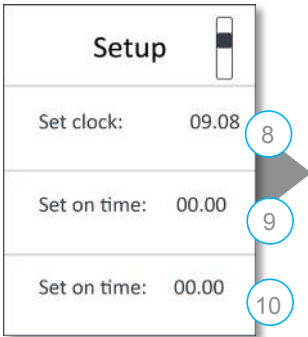 Setup
Set clock: 09.08
8
Set on time: 00.00
9
Set on time: 00.00
10